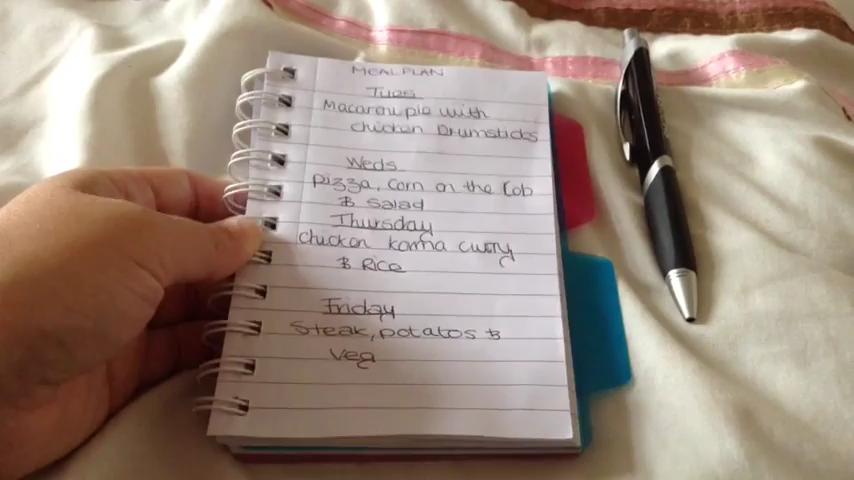 MEAL PLAN
Tues
Macaroni pie with
chicken Drumsticks
Weds
Pizza, corn on the Cob
& Salad
Thursday
chicken korma curry
& Rice
Friday
Steak, potatos &
Veg